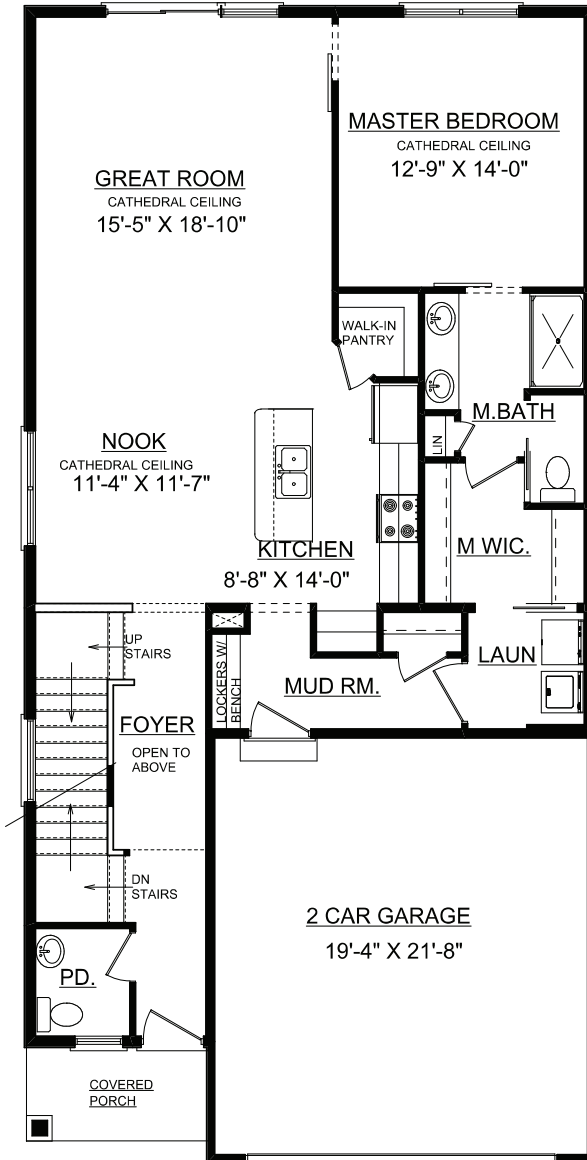 MASTER BEDROOM
CATHEDRAL CEILING
12'-9" X 14'-0"
GREAT ROOM
CATHEDRAL CEILING
15'-5" X 18'-10"
WALK-IN
PANTRY
M.BATH
LIN
NOOK
CATHEDRAL CEILING
11'-4" X 11'-7"
KITCHEN
8'-8" X 14'-0"
M WIC.
UP
STAIRS
LOCKERS W/
BENCH
MUD RM.
LAUN
FOYER
OPEN TO
ABOVE
DN
STAIRS
2 CAR GARAGE
19'-4" X 21'-8"
PD.
COVERED
PORCH